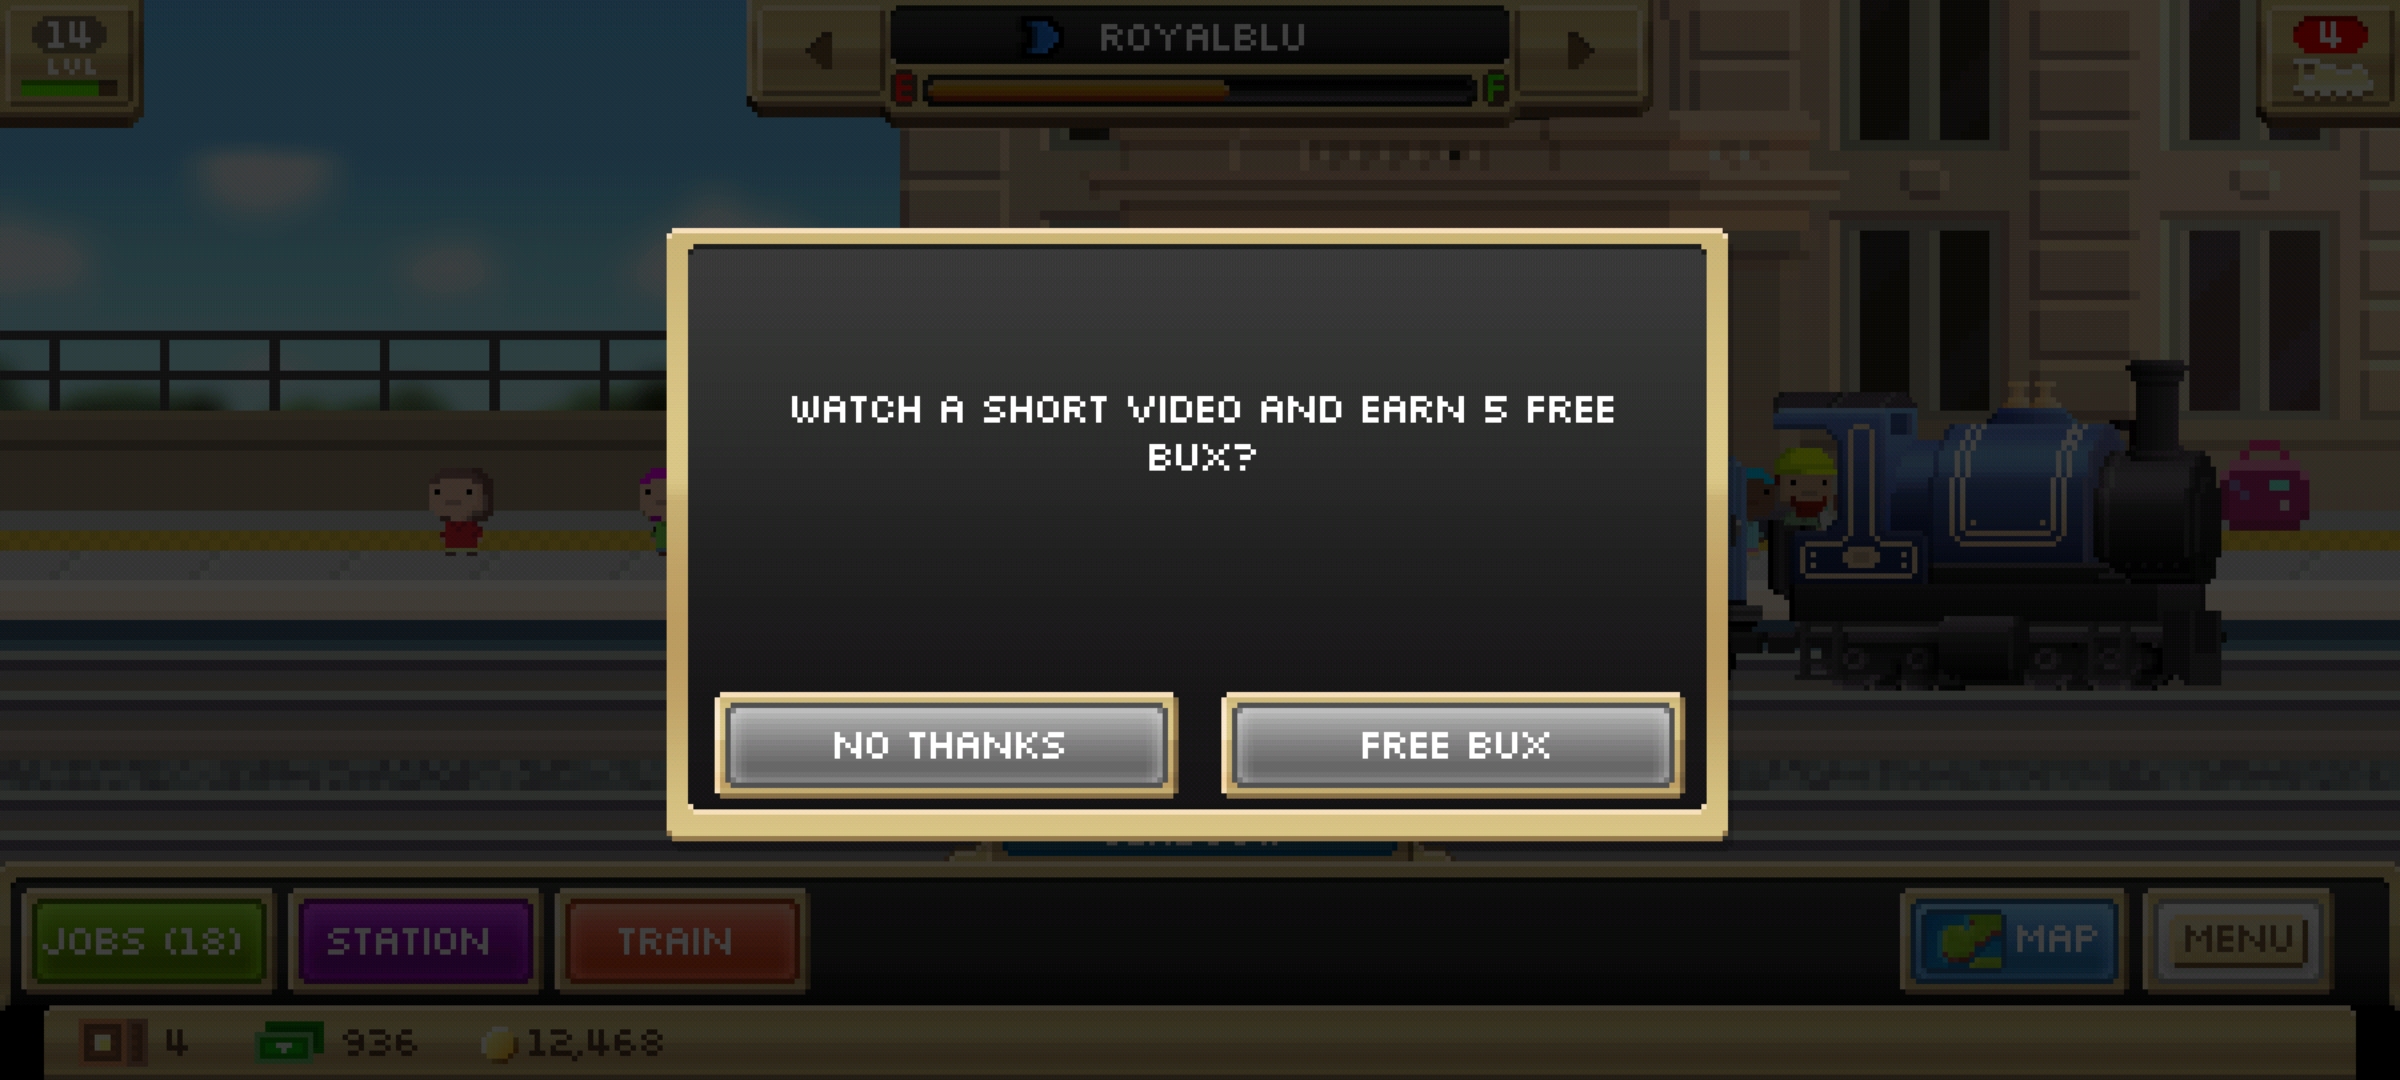 14
LVL
ROYALBLU
E
F
4
WATCH A SHORT VIDEO AND EARN 5 FREE
BUX?
NO THANKS
FREE BUX
JOBS (18)
STATION
TRAIN
MAP
MENU
4
936
12,468